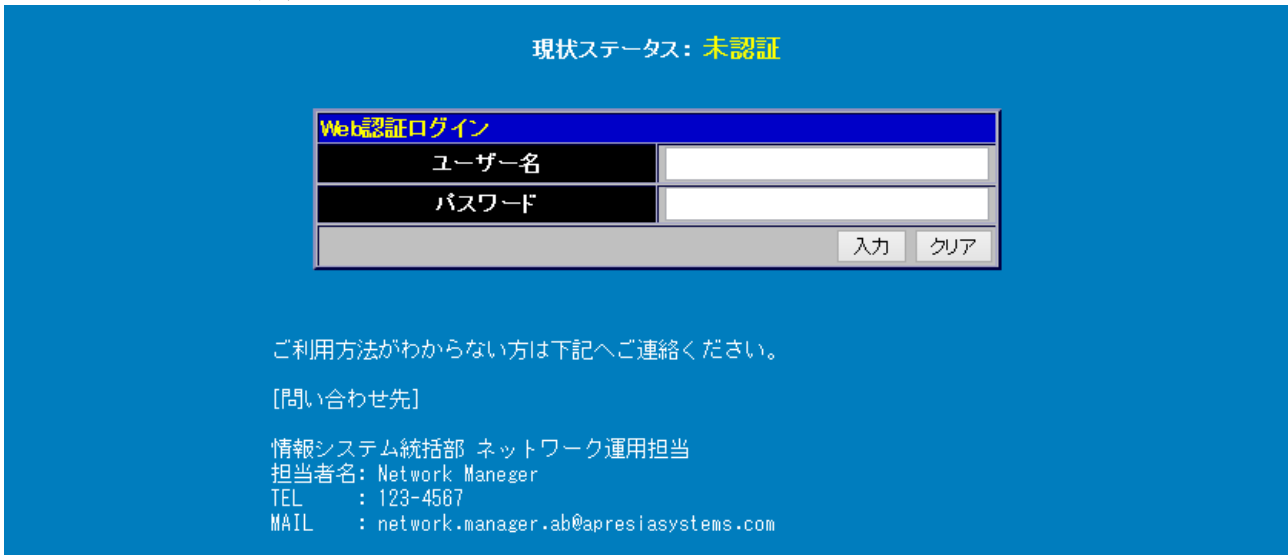 現状ステータス: 未認証
Web認証ログイン
ユーザー名
パスワード
入力 クリア
ご利用方法がわからない方は下記へご連絡ください。
[問い合わせ先]
情報システム統括部 ネットワーク運用担当
担当者名: Network Maneger
TEL : 123-4567
MAIL : network.manager.ab@apresiasystems.com